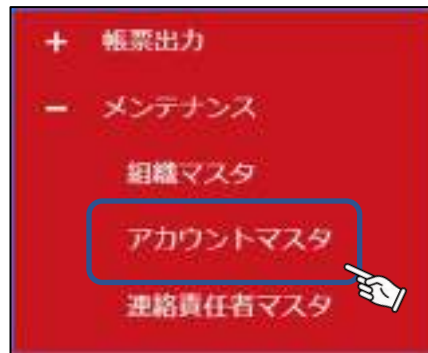 + 帳票出力
− メンテナンス
組織マスタ
アカウントマスタ
連絡責任者マスタ